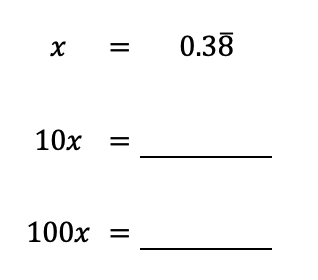 x = 0.38̅
10x = ________
100x = ________